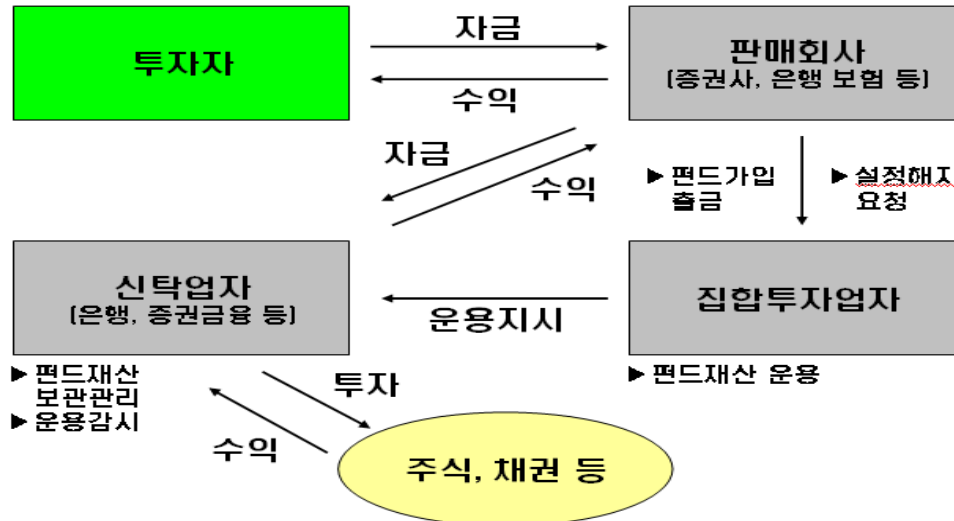 투자자
자금
수익
판매회사
(증권사, 은행 보험 등)
자금
수익
▶ 펀드가입
출금
▶ 설정해지
요청
신탁업자
(은행, 증권금융 등)
운용지시
집합투자업자
▶ 펀드재산
보관관리
▶ 운용감시
투자
수익
▶ 펀드재산 운용
주식, 채권 등